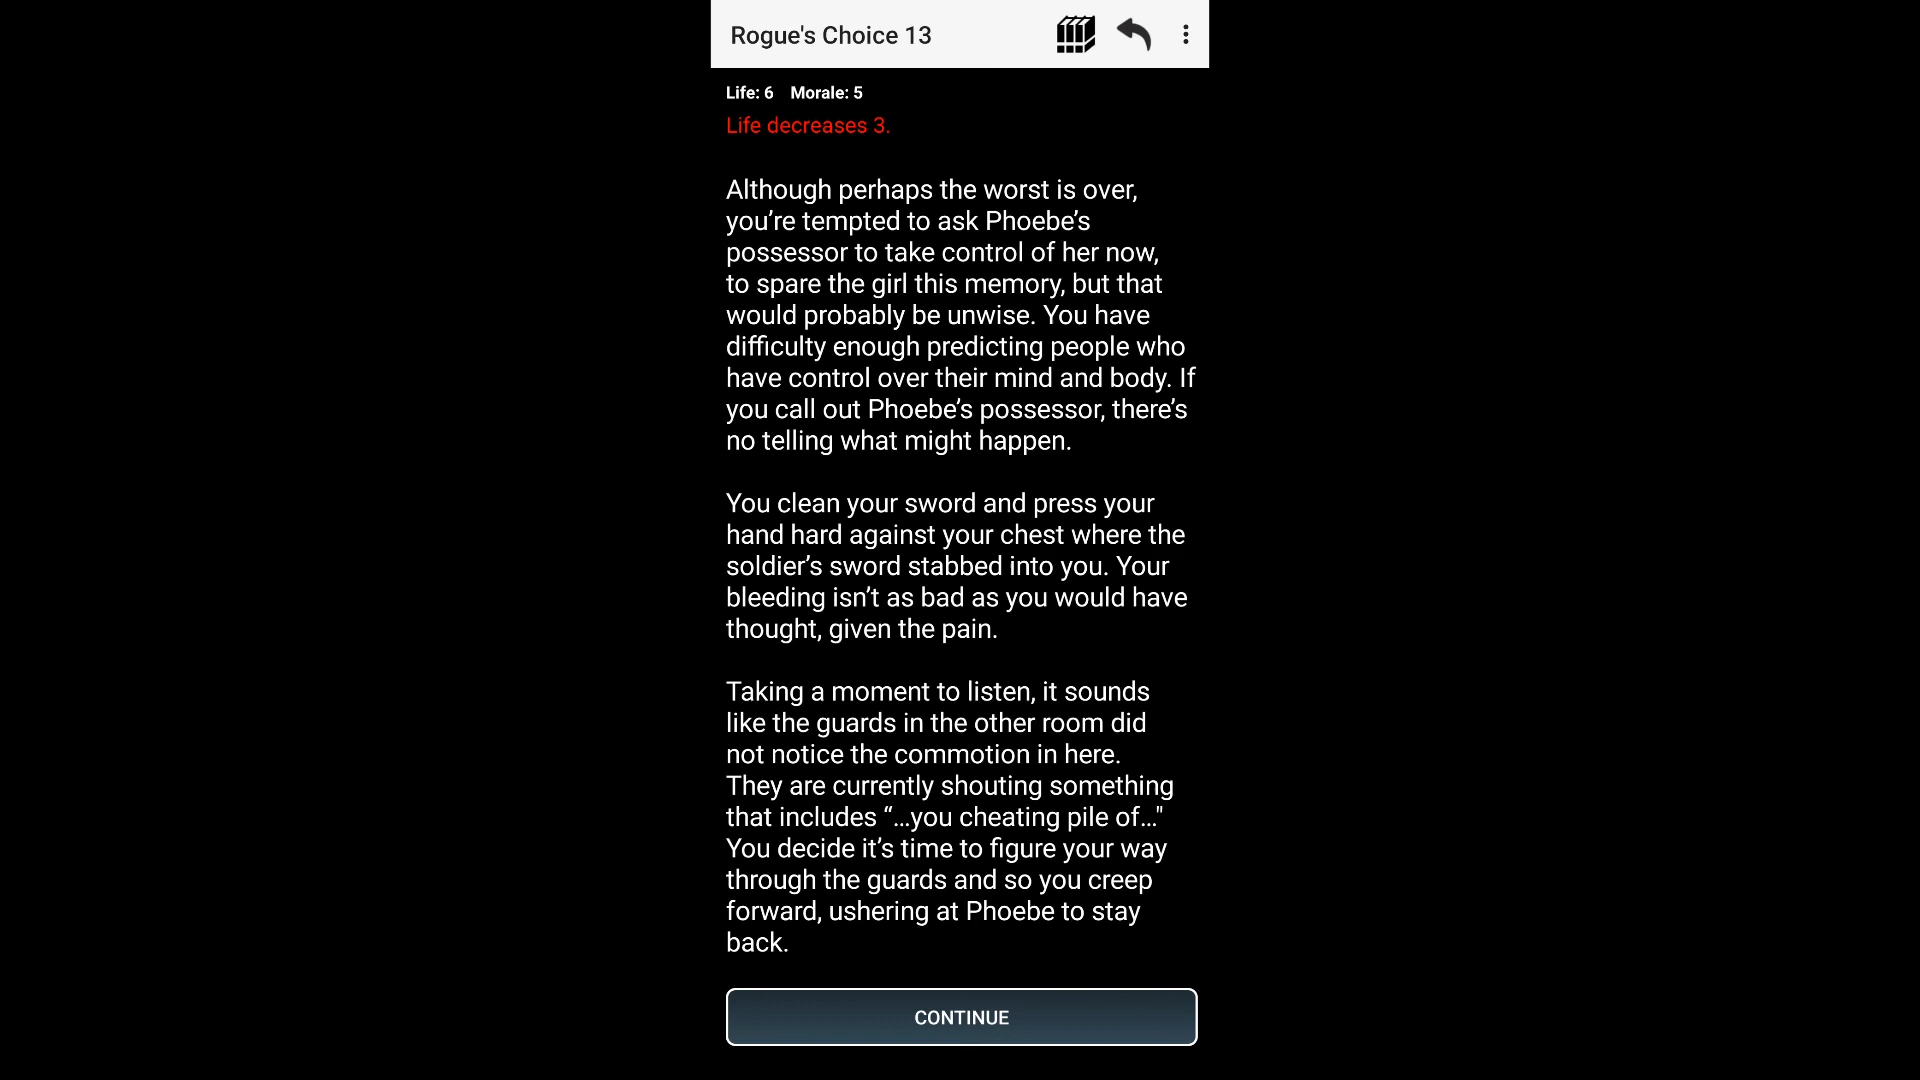 Rogue's Choice 13
Life: 6 Morale: 5
Life decreases 3.
Although perhaps the worst is over,
you’re tempted to ask Phoebe’s
possessor to take control of her now,
to spare the girl this memory, but that
would probably be unwise. You have
difficulty enough predicting people who
have control over their mind and body. If
you call out Phoebe’s possessor, there’s
no telling what might happen.
You clean your sword and press your
hand hard against your chest where the
soldier’s sword stabbed into you. Your
bleeding isn’t as bad as you would have
thought, given the pain.
Taking a moment to listen, it sounds
like the guards in the other room did
not notice the commotion in here.
They are currently shouting something
that includes “…you cheating pile of…"
You decide it’s time to figure your way
through the guards and so you creep
forward, ushering at Phoebe to stay
back.
CONTINUE